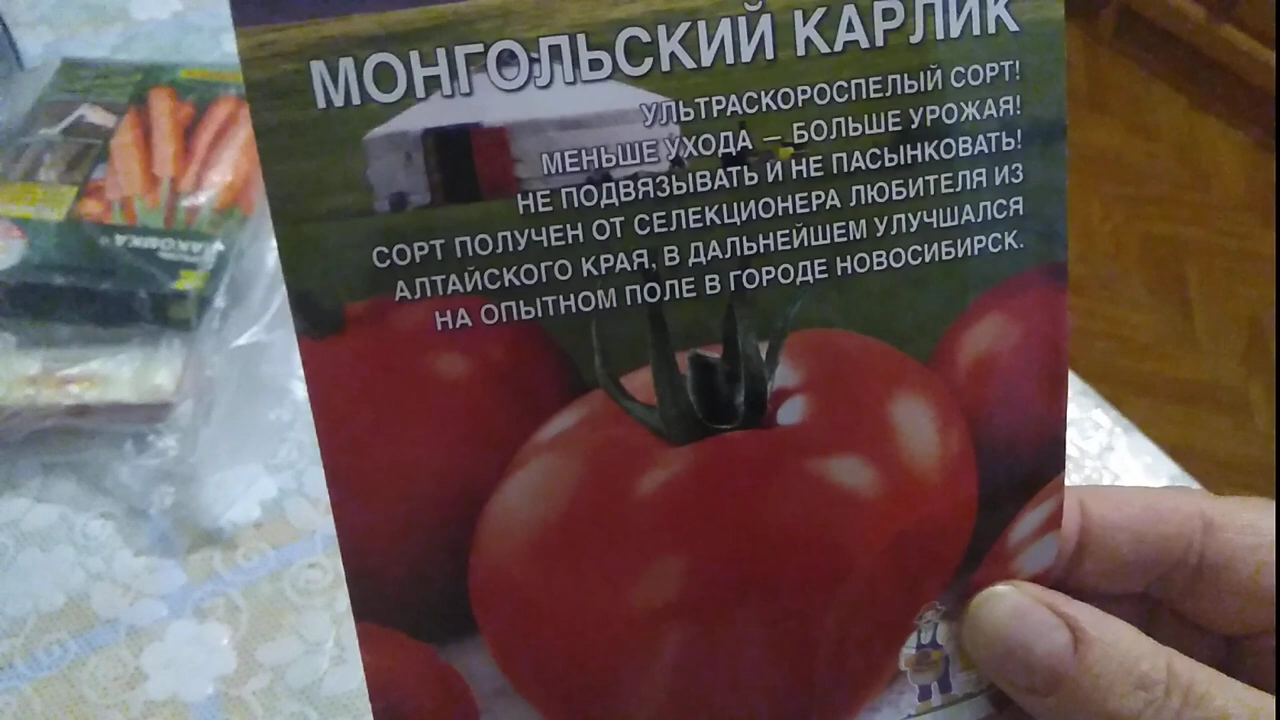 МОНГОЛЬСКИЙ КАРЛИК
УЛЬТРАСКОРОСПЕЛЫЙ СОРТ!
МЕНЬШЕ УХОДА – БОЛЬШЕ УРОЖАЯ!
НЕ ПОДВЯЗЫВАТЬ И НЕ ПАСЫНКОВАТЬ!
СОРТ ПОЛУЧЕН ОТ СЕЛЕКЦИОНЕРА ЛЮБИТЕЛЯ ИЗ
АЛТАЙСКОГО КРАЯ, В ДАЛЬНЕЙШЕМ УЛУЧШАЛСЯ
НА ОПЫТНОМ ПОЛЕ В ГОРОДЕ НОВОСИБИРСК.